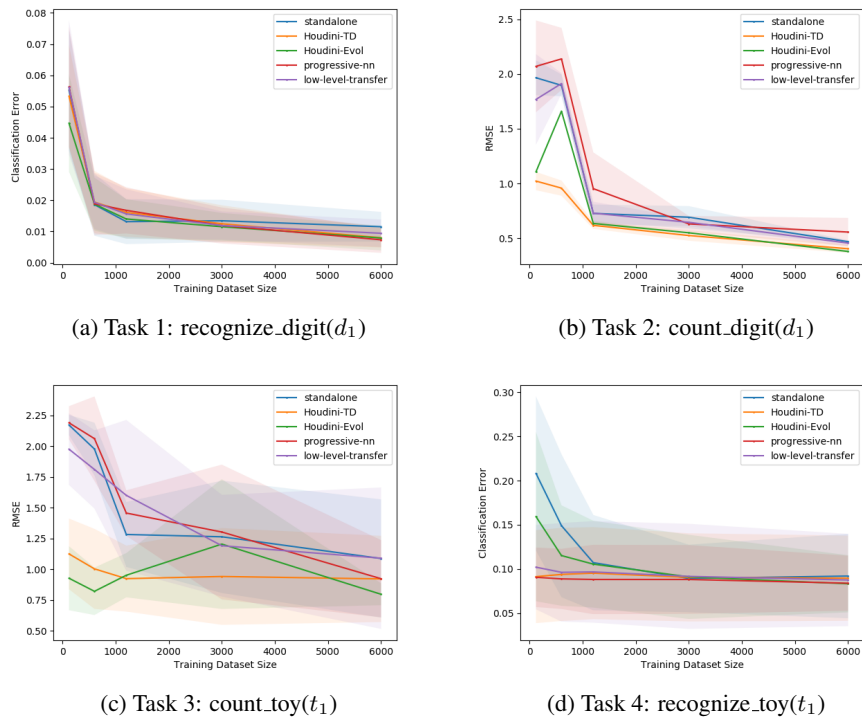 0.08
0.07
0.06
0.05
0.04
0.03
0.02
0.01
0.00
Classification Error
0 1000 2000 3000 4000 5000 6000
Training Dataset Size
standalone
Houdini-TD
Houdini-Evol
progressive-nn
low-level-transfer
(a) Task 1: recognize_digit(d₁)
2.5
2.0
1.5
1.0
0.5
RMSE
0 1000 2000 3000 4000 5000 6000
Training Dataset Size
standalone
Houdini-TD
Houdini-Evol
progressive-nn
low-level-transfer
(b) Task 2: count_digit(d₁)
2.25
2.00
1.75
1.50
1.25
1.00
0.75
0.50
RMSE
0 1000 2000 3000 4000 5000 6000
Training Dataset Size
standalone
Houdini-TD
Houdini-Evol
progressive-nn
low-level-transfer
(c) Task 3: count_toy(t₁)
0.30
0.25
0.20
0.15
0.10
0.05
Classification Error
0 1000 2000 3000 4000 5000 6000
Training Dataset Size
standalone
Houdini-TD
Houdini-Evol
progressive-nn
low-level-transfer
(d) Task 4: recognize_toy(t₁)